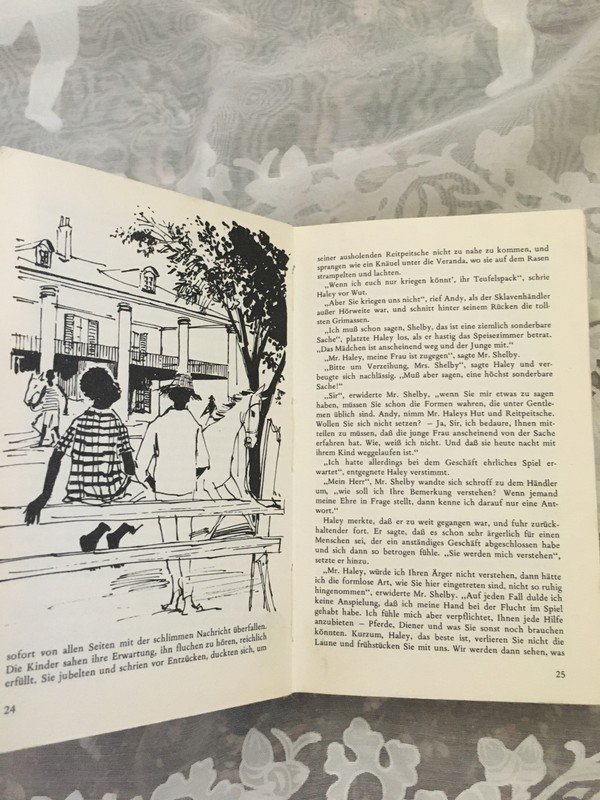 sofort von allen Seiten mit der schlimmen Nachricht überfallen.
Die Kinder sahen ihre Erwartung, ihn fluchen zu hören, reichlich
erfüllt. Sie jubelten und schrien vor Entzücken, duckten sich, um
24
seiner ausholenden Reitpeitsche nicht zu nahe zu kommen, und
sprangen wie ein Knäuel unter die Veranda, wo sie auf dem Rasen
strampelten und lachten.
„Wenn ich euch nur kriegen könnt', ihr Teufelspack“, schrie
Haley vor Wut.
„Aber Sie kriegen uns nicht“, rief Andy, als der Sklavenhändler
außer Hörweite war, und schnitt hinter seinem Rücken die toll-
sten Grimassen.
„Ich muß schon sagen, Shelby, das ist eine ziemlich sonderbare
Sache“, platzte Haley los, als er hastig das Speisezimmer betrat.
„Das Mädchen ist anscheinend weg und der Junge mit.“
„Mr. Haley, meine Frau ist zugegen“, sagte Mr. Shelby.
„Bitte um Verzeihung, Mrs. Shelby“, sagte Haley und ver-
beugte sich nachlässig. „Muß aber sagen, eine höchst sonderbare
Sache!“
„Sir“, erwiderte Mr. Shelby, „wenn Sie mir etwas zu sagen
haben, müssen Sie schon die Formen wahren, die unter Gentle-
men üblich sind. Andy, nimm Mr. Haleys Hut und Reitpeitsche.
Wollen Sie sich nicht setzen? – Ja, Sir, ich bedaure, Ihnen mit-
teilen zu müssen, daß die junge Frau anscheinend von der Sache
erfahren hat. Wie, weiß ich nicht. Und daß sie heute nacht mit
ihrem Kind weggelaufen ist.“
„Ich hatte allerdings bei dem Geschäft ehrliches Spiel er-
wartet“, entgegnete Haley verstimmt.
„Mein Herr“, Mr. Shelby wandte sich schroff zu dem Händler
um, „wie soll ich Ihre Bemerkung verstehen? Wenn jemand
meine Ehre in Frage stellt, dann kenne ich darauf nur eine Ant-
wort.“
Haley merkte, daß er zu weit gegangen war, und fuhr zurück-
haltender fort. Er sagte, daß es schon sehr ärgerlich für einen
Menschen sei, der ein anständiges Geschäft abgeschlossen habe
und sich dann so betrogen fühle. „Sie werden mich verstehen“,
setzte er hinzu.
„Mr. Haley, würde ich Ihren Ärger nicht verstehen, dann hätte
ich die formlose Art, wie Sie hier eingetreten sind, nicht so ruhig
hingenommen“, erwiderte Mr. Shelby. „Auf jeden Fall dulde ich
keine Anspielung, daß ich meine Hand bei der Flucht im Spiel
gehabt habe. Ich fühle mich aber verpflichtet, Ihnen jede Hilfe
anzubieten – Pferde, Diener und was Sie sonst noch brauchen
könnten. Kurzum, Haley, das beste ist, verlieren Sie nicht die
Laune und frühstücken Sie mit uns. Wir werden dann sehen, was
25